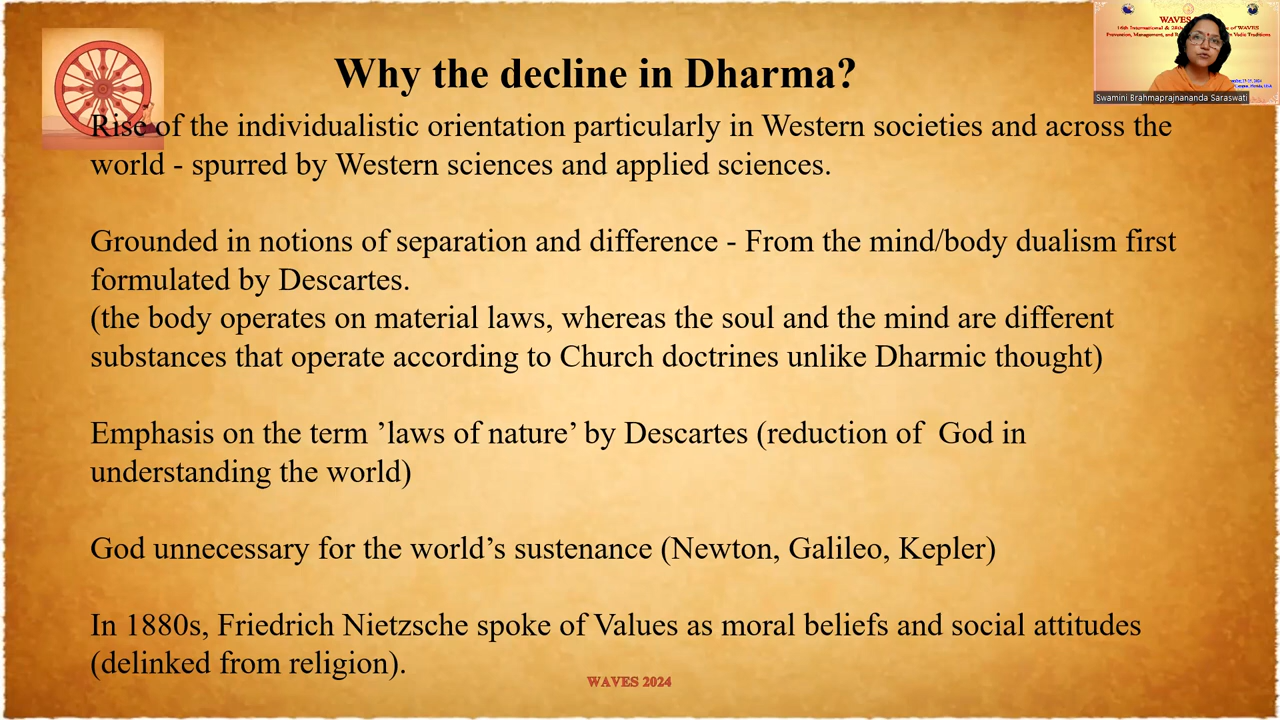 Why the decline in Dharma?
Rise of the individualistic orientation particularly in Western societies and across the
world - spurred by Western sciences and applied sciences.
Grounded in notions of separation and difference - From the mind/body dualism first
formulated by Descartes.
(the body operates on material laws, whereas the soul and the mind are different
substances that operate according to Church doctrines unlike Dharmic thought)
Emphasis on the term ’laws of nature’ by Descartes (reduction of  God in
understanding the world)
God unnecessary for the world’s sustenance (Newton, Galileo, Kepler)
In 1880s, Friedrich Nietzsche spoke of Values as moral beliefs and social attitudes
(delinked from religion).
WAVES 2024
WAVES
of WAVES
Vedic Traditions
Swamini Brahmaprajnananda Saraswati